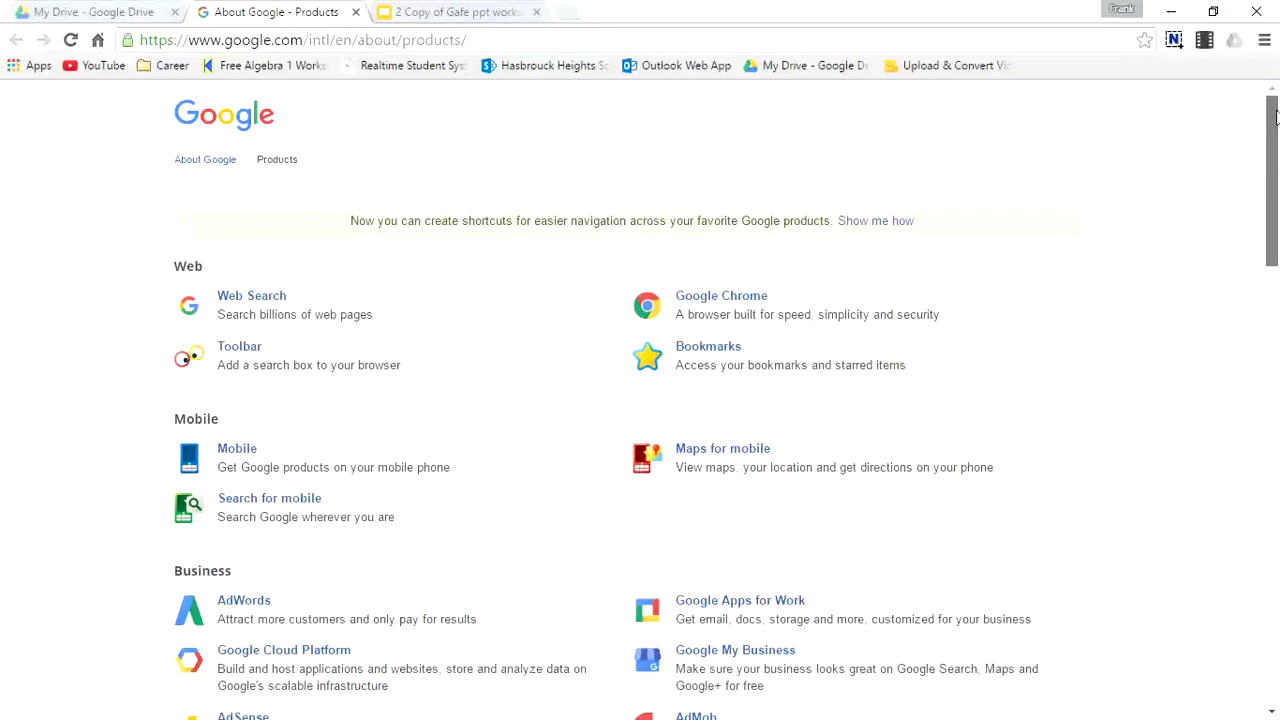 My Drive - Google Drive
About Google - Products
2 Copy of Gafe ppt works
Frank
https://www.google.com/intl/en/about/products/
Apps
YouTube
Career
Free Algebra 1 Works
Realtime Student Sys
Hasbrouck Heights Sc
Outlook Web App
My Drive - Google Dr
Upload & Convert Vi
Google
About Google Products
Now you can create shortcuts for easier navigation across your favorite Google products. Show me how
Web
Web Search
Search billions of web pages
Google Chrome
A browser built for speed, simplicity and security
Toolbar
Add a search box to your browser
Bookmarks
Access your bookmarks and starred items
Mobile
Mobile
Get Google products on your mobile phone
Maps for mobile
View maps, your location and get directions on your phone
Search for mobile
Search Google wherever you are
Business
AdWords
Attract more customers and only pay for results
Google Apps for Work
Get email, docs, storage and more, customized for your business
Google Cloud Platform
Build and host applications and websites, store and analyze data on
Google's scalable infrastructure
Google My Business
Make sure your business looks great on Google Search, Maps and
Google+ for free
AdSense
AdMob